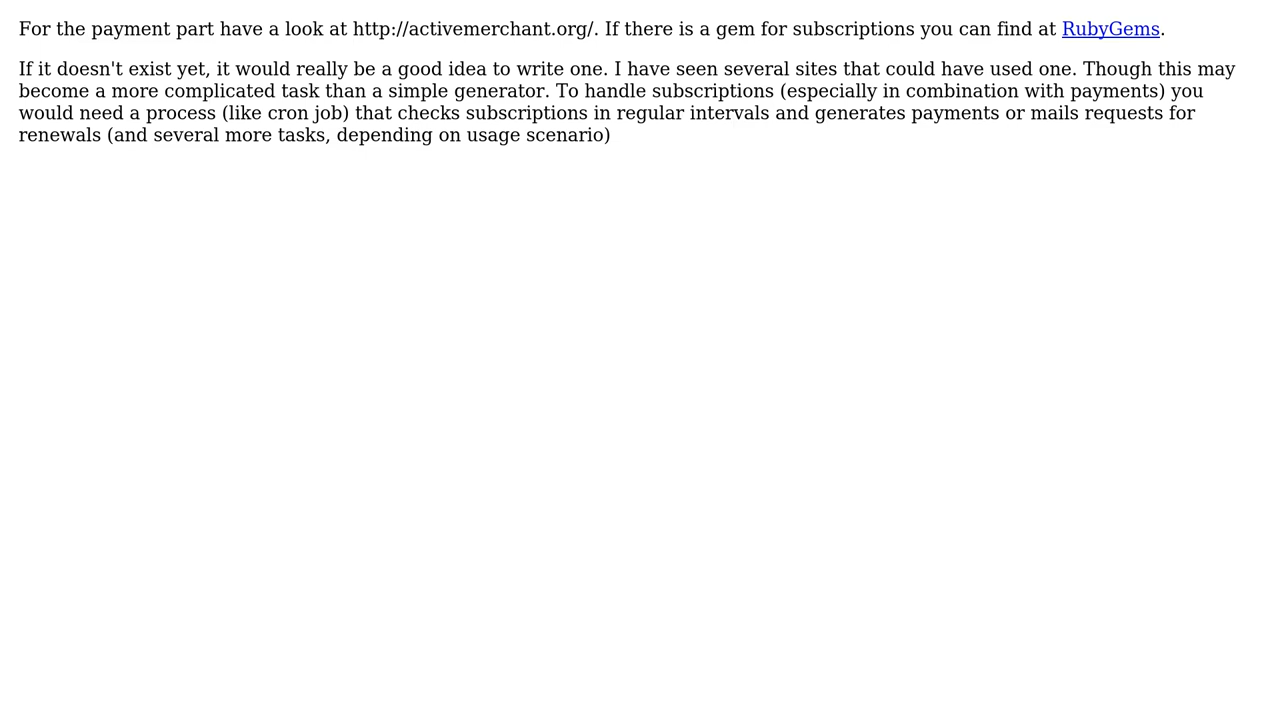 For the payment part have a look at http://activemerchant.org/. If there is a gem for subscriptions you can find at RubyGems.
If it doesn't exist yet, it would really be a good idea to write one. I have seen several sites that could have used one. Though this may
become a more complicated task than a simple generator. To handle subscriptions (especially in combination with payments) you
would need a process (like cron job) that checks subscriptions in regular intervals and generates payments or mails requests for
renewals (and several more tasks, depending on usage scenario)